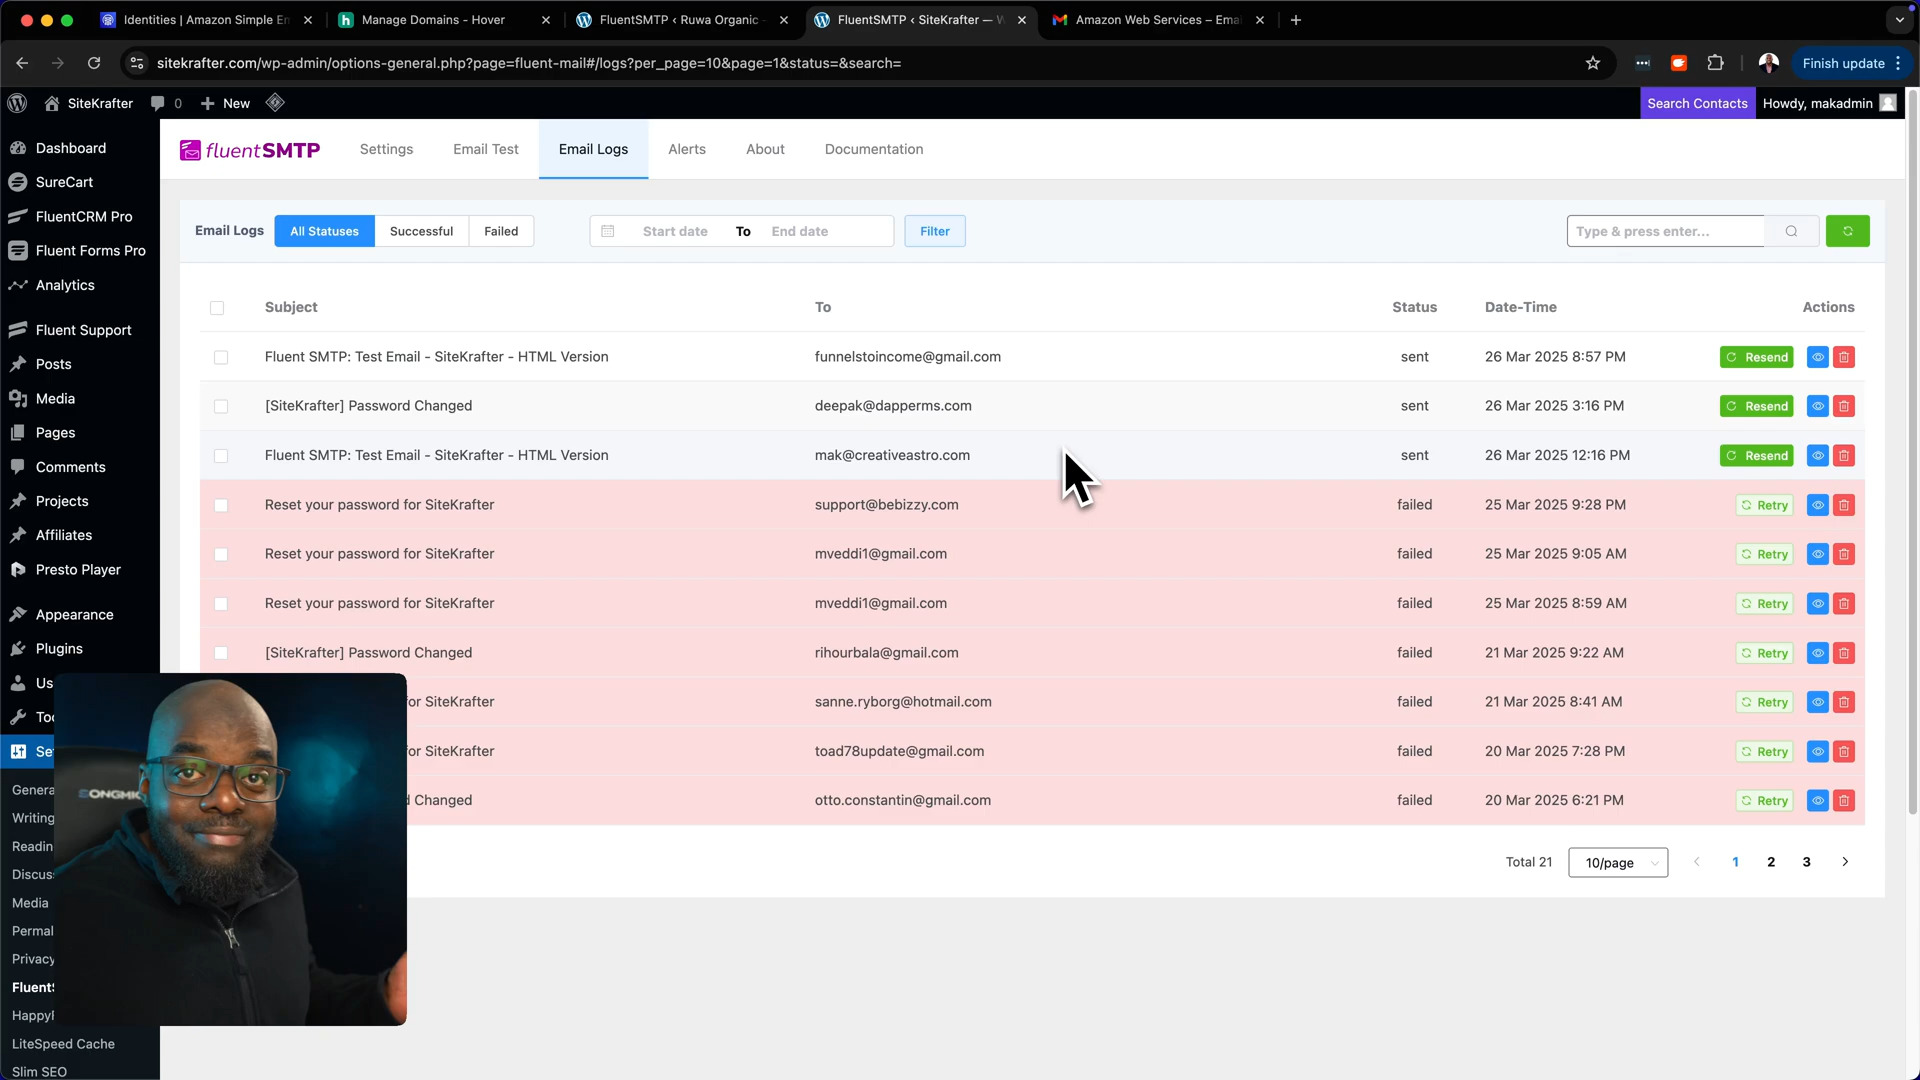 Identities | Amazon Simple En
Manage Domains - Hover
FluentSMTP ‹ Ruwa Organic -
FluentSMTP ‹ SiteKrafter — W
Amazon Web Services – Emai
sitekrafter.com/wp-admin/options-general.php?page=fluent-mail#/logs?per_page=10&page=1&status=&search=
Finish update
SiteKrafter
0
New
Search Contacts
Howdy, makadmin
Dashboard
SureCart
FluentCRM Pro
Fluent Forms Pro
Analytics
Fluent Support
Posts
Media
Pages
Comments
Projects
Affiliates
Presto Player
Appearance
Plugins
Us
Too
Set
General
Writing
Readin
Discus
Media
Permal
Privacy
FluentS
HappyF
LiteSpeed Cache
Slim SEO
fluentSMTP
Settings
Email Test
Email Logs
Alerts
About
Documentation
Email Logs
All Statuses
Successful
Failed
Start date
To
End date
Filter
Type & press enter...
Subject To Status Date-Time Actions
Fluent SMTP: Test Email - SiteKrafter - HTML Version funnelstoincome@gmail.com sent 26 Mar 2025 8:57 PM Resend
[SiteKrafter] Password Changed deepak@dapperms.com sent 26 Mar 2025 3:16 PM Resend
Fluent SMTP: Test Email - SiteKrafter - HTML Version mak@creativeastro.com sent 26 Mar 2025 12:16 PM Resend
Reset your password for SiteKrafter support@bebizzy.com failed 25 Mar 2025 9:28 PM Retry
Reset your password for SiteKrafter mveddi1@gmail.com failed 25 Mar 2025 9:05 AM Retry
Reset your password for SiteKrafter mveddi1@gmail.com failed 25 Mar 2025 8:59 AM Retry
[SiteKrafter] Password Changed rihourbala@gmail.com failed 21 Mar 2025 9:22 AM Retry
or SiteKrafter sanne.ryborg@hotmail.com failed 21 Mar 2025 8:41 AM Retry
or SiteKrafter toad78update@gmail.com failed 20 Mar 2025 7:28 PM Retry
d Changed otto.constantin@gmail.com failed 20 Mar 2025 6:21 PM Retry
Total 21
10/page
1 2 3
SONGMIC